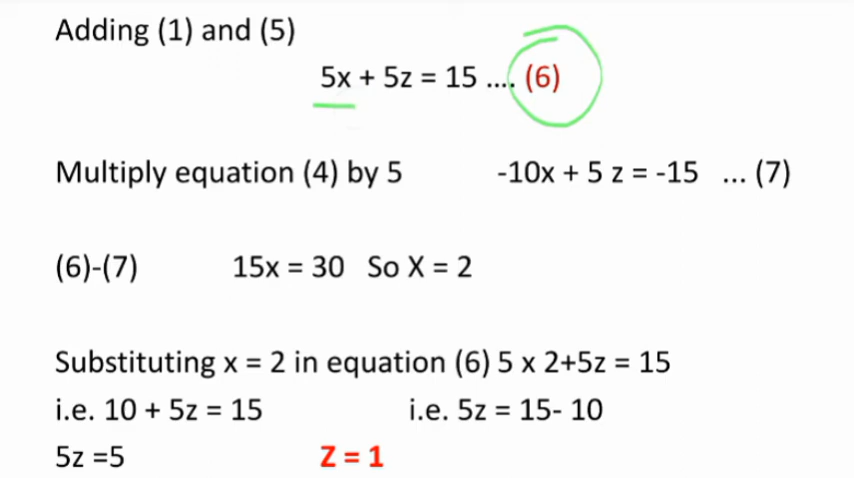 Adding (1) and (5)
5x + 5z = 15 .... (6)
Multiply equation (4) by 5 -10x + 5 z = -15 ... (7)
(6)-(7) 15x = 30 So X = 2
Substituting x = 2 in equation (6) 5 x 2+5z = 15
i.e. 10 + 5z = 15 i.e. 5z = 15- 10
5z =5 Z = 1